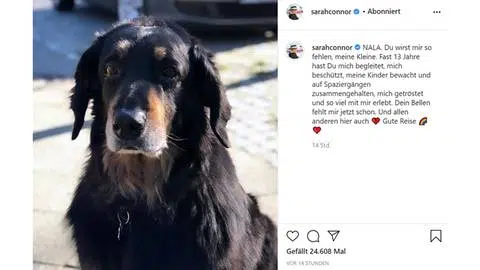 sarahconnor • Abonniert
sarahconnor NALA. Du wirst mir so
fehlen, meine Kleine. Fast 13 Jahre
hast Du mich begleitet, mich
beschützt, meine Kinder bewacht und
auf Spaziergängen
zusammengehalten, mich getröstet
und so viel mit mir erlebt. Dein Bellen
fehlt mir jetzt schon. Und allen
anderen hier auch ♥️ Gute Reise 🌈
♥️
14 Std.
Gefällt 24.608 Mal
VOR 14 STUNDEN